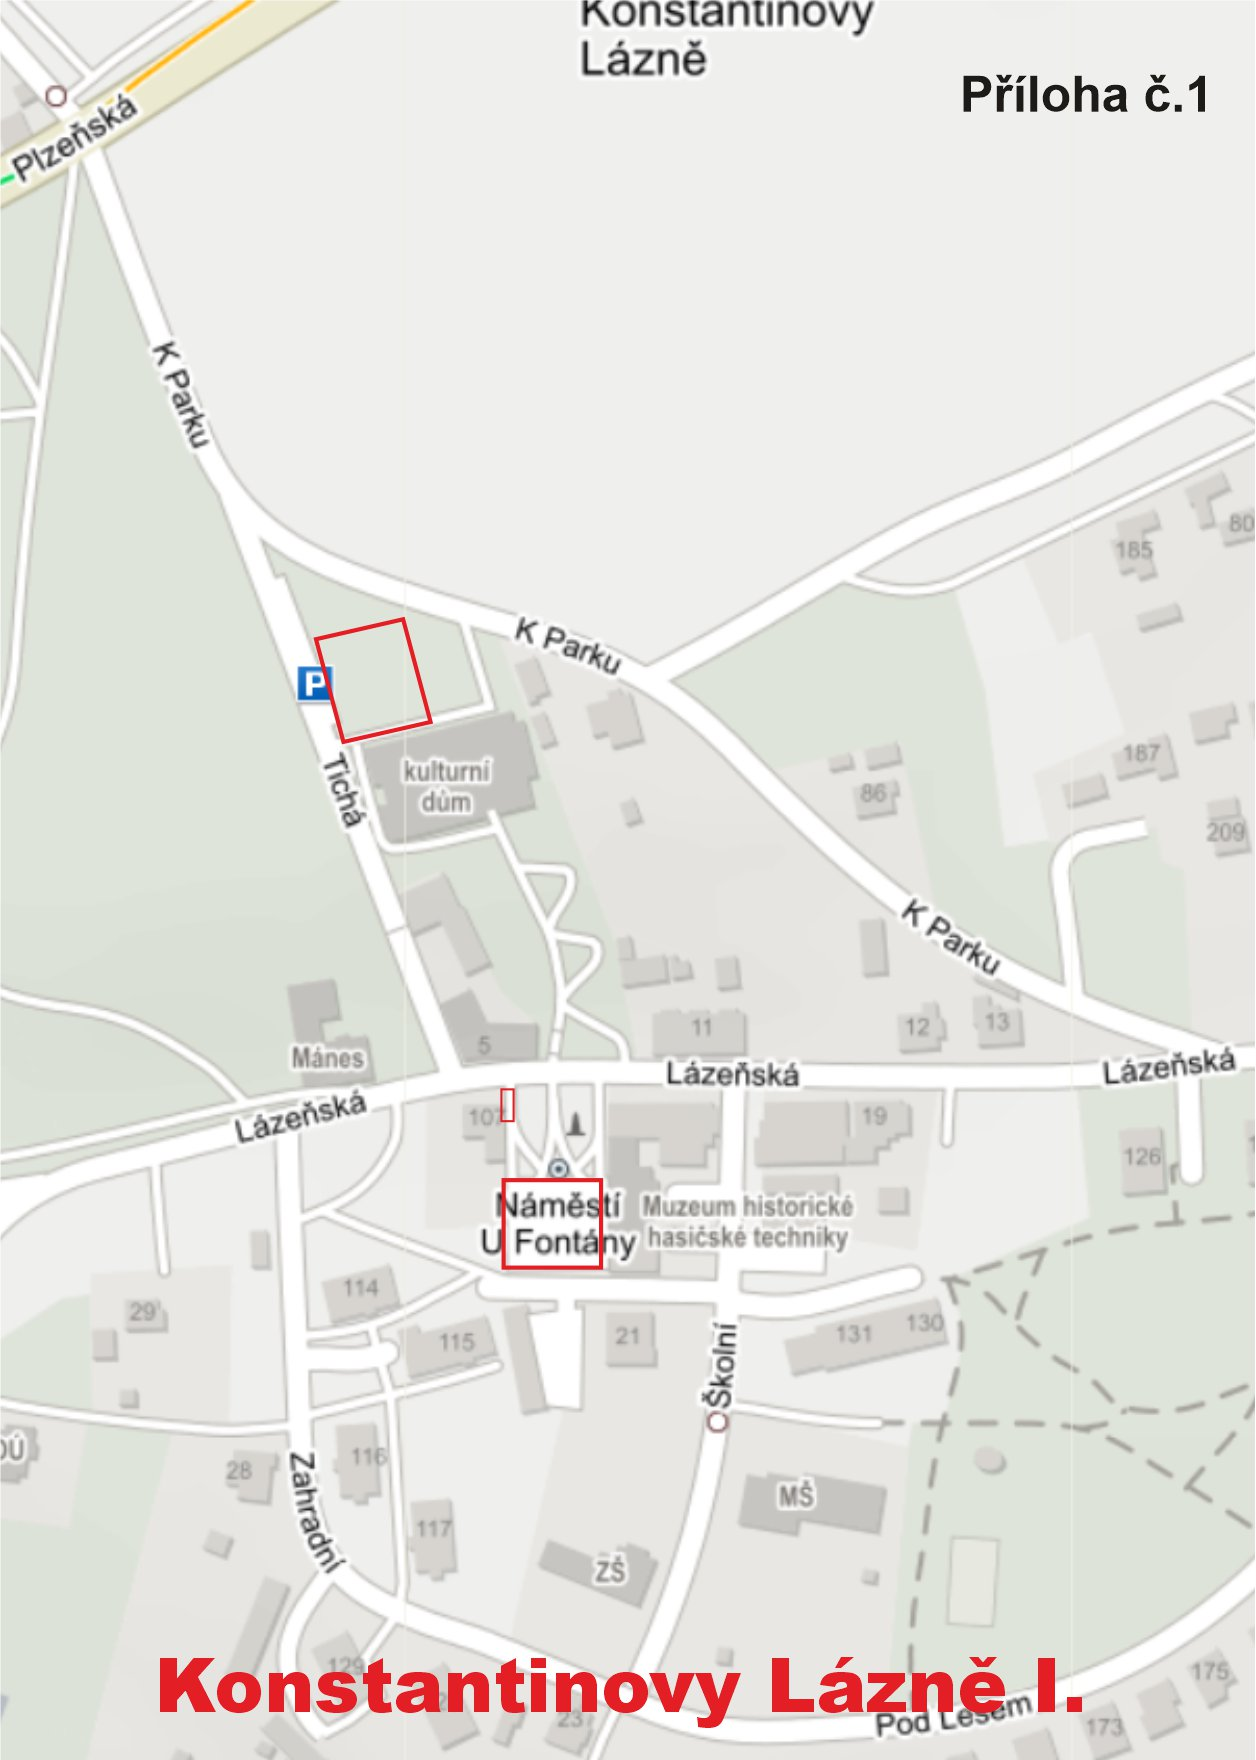 Konstantinovy
Lázně
Příloha č.1
Plzeňská
K Parku
80
185
K Parku
P
187
kulturní
dům
Tichá
86
209
K Parku
11
12
13
5
Mánes
Lázeňská
Lázeňská
Lázeňská
107
19
126
Náměstí
U Fontány
Muzeum historické
hasičské techniky
114
29
115
21
131
130
Školní
28
116
Zahradní
MŠ
117
ZŠ
129
175
Konstantinovy Lázně I.
Pod Lesem
23
173